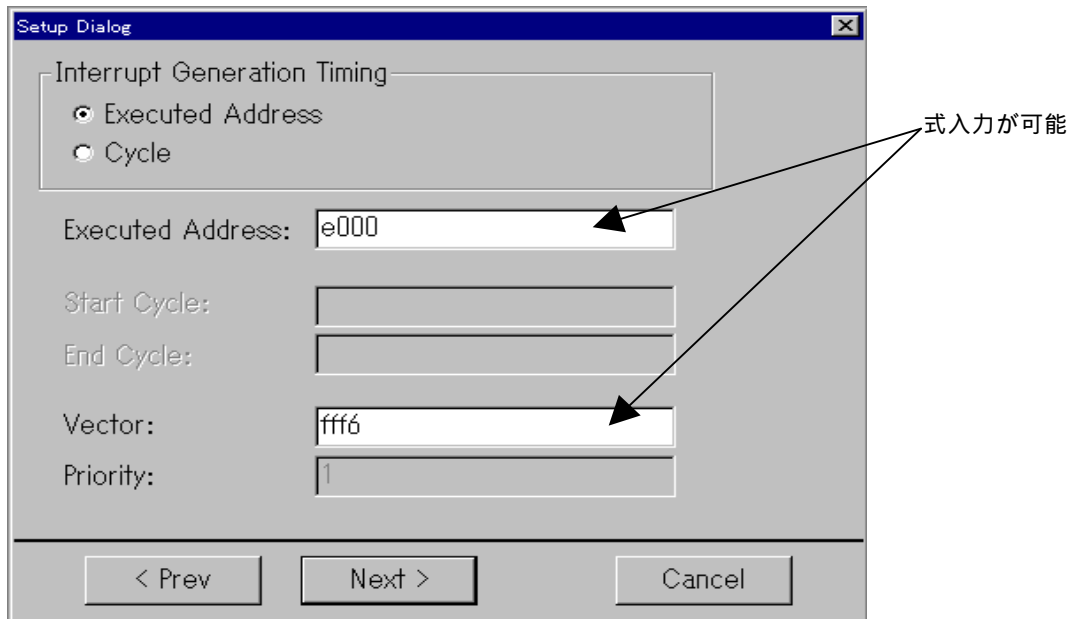 Setup Dialog
Interrupt Generation Timing
Executed Address
Cycle
式入力が可能
Executed Address: e000
Start Cycle:
End Cycle:
Vector: fff6
Priority: 1
< Prev Next > Cancel